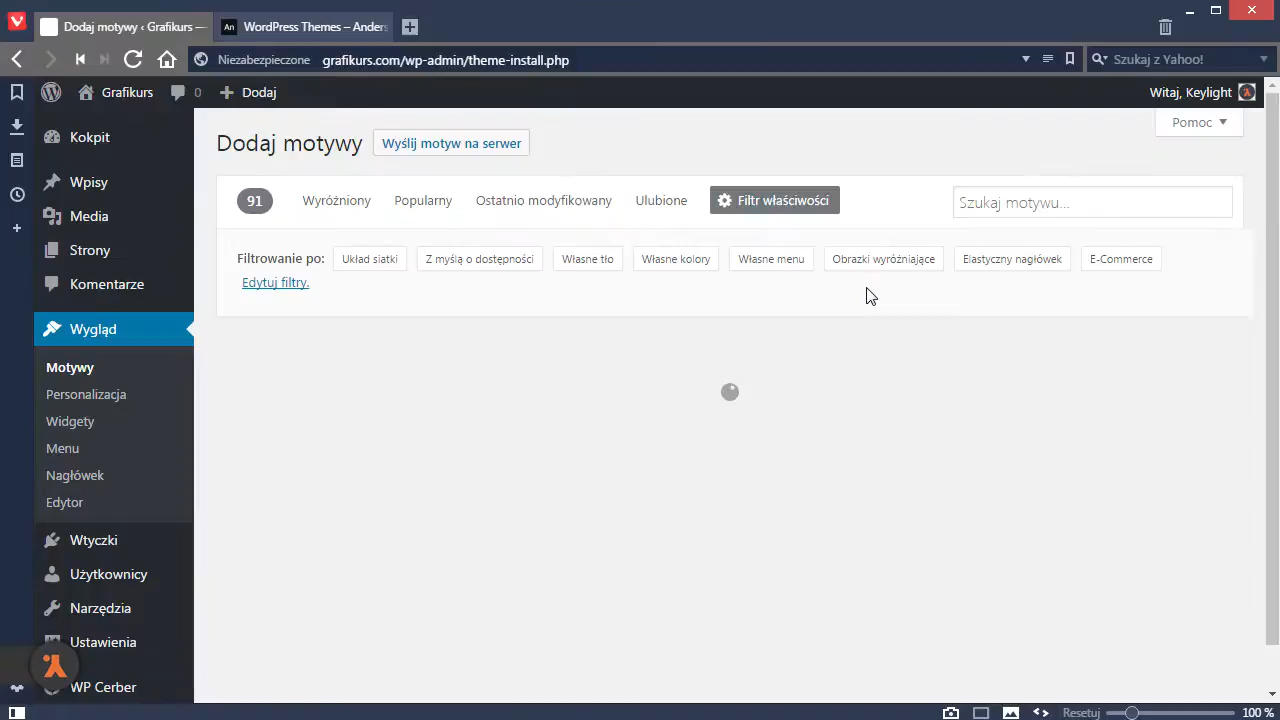 Dodaj motywy ‹ Grafikurs —
An WordPress Themes – Anders
Niezabezpieczone grafikurs.com/wp-admin/theme-install.php
Szukaj z Yahoo!
Grafikurs 0 Dodaj
Witaj, Keylight
Pomoc
Dodaj motywy Wyślij motyw na serwer
91 Wyróżniony Popularny Ostatnio modyfikowany Ulubione Filtr właściwości
Szukaj motywu...
Filtrowanie po: Układ siatki Z myślą o dostępności Własne tło Własne kolory Własne menu Obrazki wyróżniające Elastyczny nagłówek E-Commerce
Edytuj filtry.
Kokpit
Wpisy
Media
Strony
Komentarze
Wygląd
Motywy
Personalizacja
Widgety
Menu
Nagłówek
Edytor
Wtyczki
Użytkownicy
Narzędzia
Ustawienia
WP Cerber
Resetuj 100 %